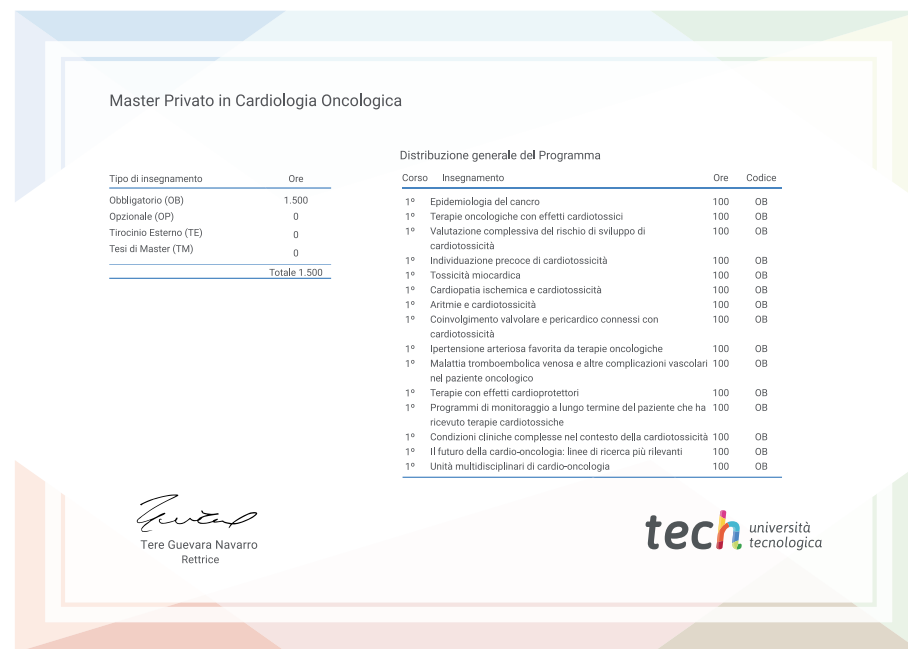 Master Privato in Cardiologia Oncologica
Tipo di insegnamento Ore
Obbligatorio (OB) 1.500
Opzionale (OP) 0
Tirocinio Esterno (TE) 0
Tesi di Master (TM) 0
Totale 1.500
Distribuzione generale del Programma
Corso Insegnamento Ore Codice
1º Epidemiologia del cancro 100 OB
1º Terapie oncologiche con effetti cardiotossici 100 OB
1º Valutazione complessiva del rischio di sviluppo di 100 OB
cardiotossicità
1º Individuazione precoce di cardiotossicità 100 OB
1º Tossicità miocardica 100 OB
1º Cardiopatia ischemica e cardiotossicità 100 OB
1º Aritmie e cardiotossicità 100 OB
1º Coinvolgimento valvolare e pericardico connessi con 100 OB
cardiotossicità
1º Ipertensione arteriosa favorita da terapie oncologiche 100 OB
1º Malattia tromboembolica venosa e altre complicazioni vascolari 100 OB
nel paziente oncologico
1º Terapie con effetti cardioprotettori 100 OB
1º Programmi di monitoraggio a lungo termine del paziente che ha 100 OB
ricevuto terapie cardiotossiche
1º Condizioni cliniche complesse nel contesto della cardiotossicità 100 OB
1º Il futuro della cardio-oncologia: linee di ricerca più rilevanti 100 OB
1º Unità multidisciplinari di cardio-oncologia 100 OB
Tere Guevara Navarro
Rettrice
tech università
tecnologica